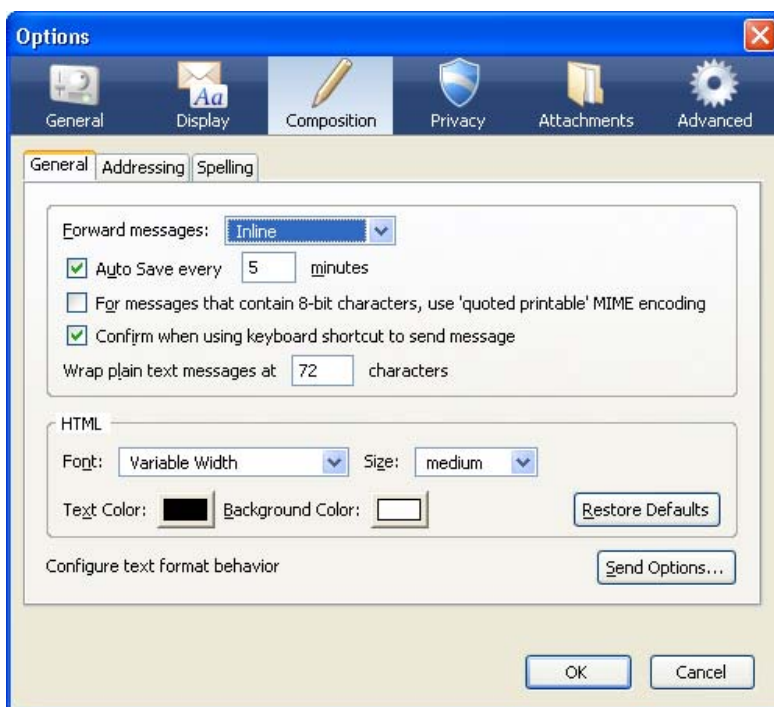 Options
General Display Composition Privacy Attachments Advanced
General Addressing Spelling
Forward messages: Inline
Auto Save every 5 minutes
For messages that contain 8-bit characters, use 'quoted printable' MIME encoding
Confirm when using keyboard shortcut to send message
Wrap plain text messages at 72 characters
HTML
Font: Variable Width Size: medium
Text Color: Background Color: Restore Defaults
Configure text format behavior Send Options...
OK Cancel